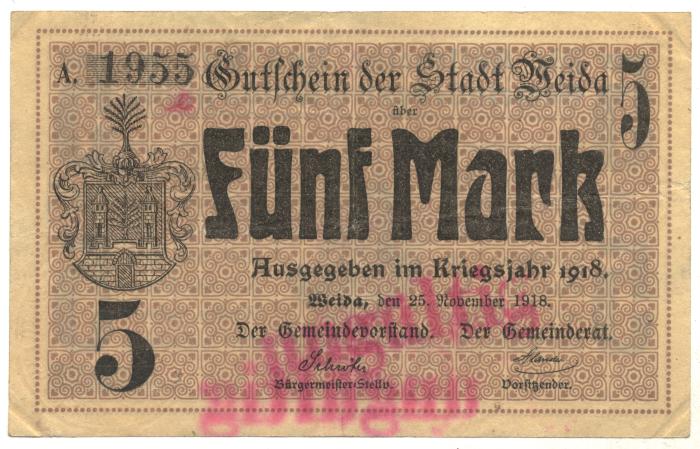 A. 1955 Gutschein der Stadt Weida 5
über
Fünf Mark
Ausgegeben im Kriegsjahr 1918.
Weida, den 25. November 1918.
Der Gemeindevorstand. Der Gemeinderat.
5
Bürgermeister-Stellv. Vorsitzender.
Ungültig